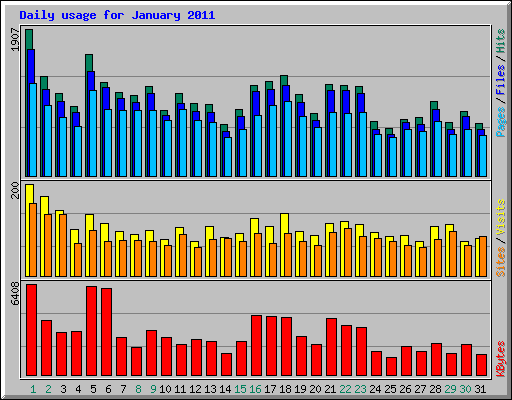 Daily usage for January 2011
1907
Pages / Files / Hits
200
Sites / Visits
6408
KBytes
1 2 3 4 5 6 7 8 9 10 11 12 13 14 15 16 17 18 19 20 21 22 23 24 25 26 27 28 29 30 31